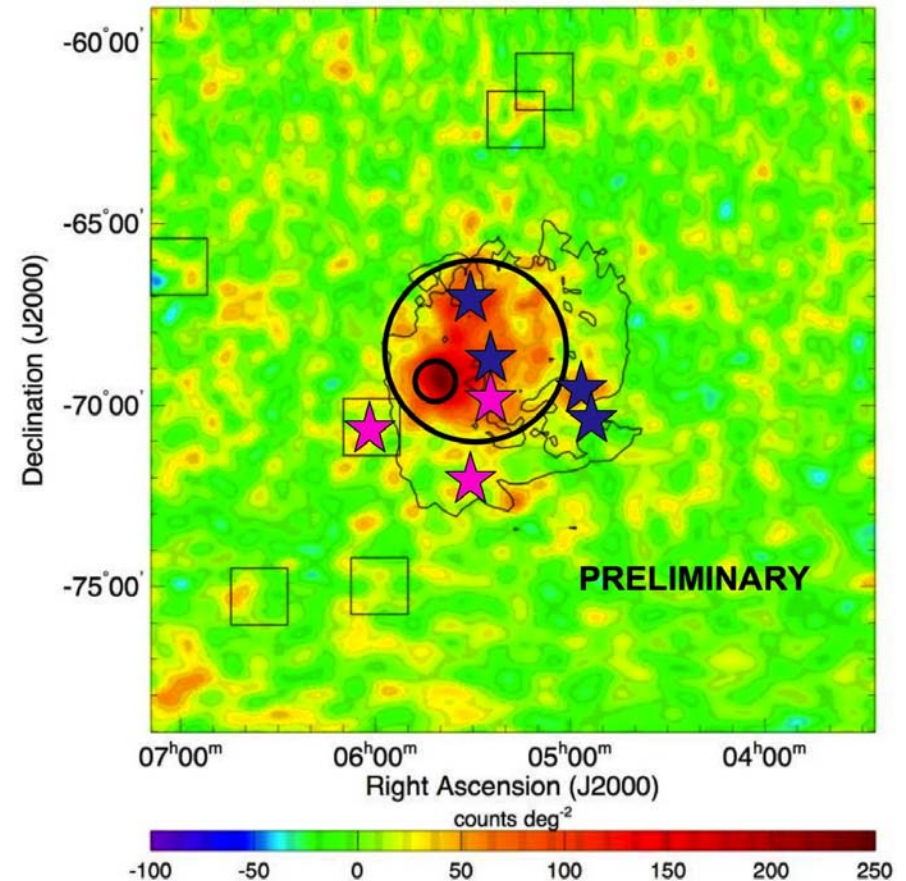 -60°00'
-65°00'
-70°00'
-75°00'
Declination (J2000)
PRELIMINARY
07h00m 06h00m 05h00m 04h00m
Right Ascension (J2000)
counts deg-2
-100 -50 0 50 100 150 200 250